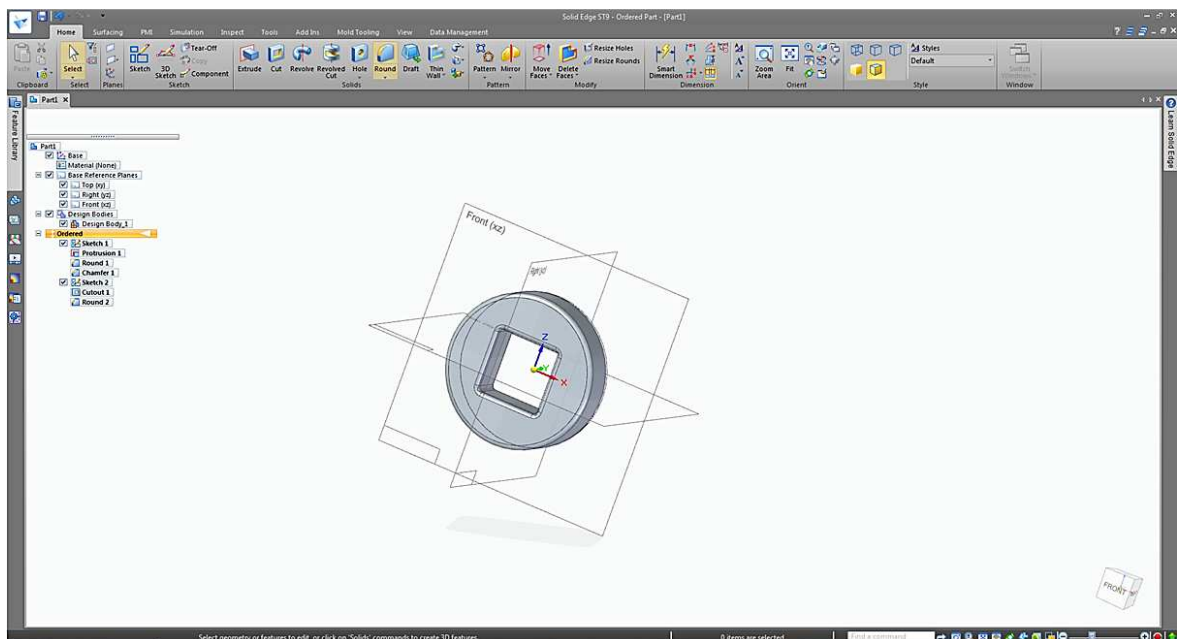 Solid Edge ST9 - Ordered Part - [Part1]
Home Surfacing PMI Simulation Inspect Tools Add Ins Mold Tooling View Data Management
Paste
Select
Sketch
3D Sketch
Tear-Off
Copy
Component
Extrude Cut Revolve Revolved Cut Hole Round Draft Thin Wall
Pattern Mirror
Move Faces Delete Faces
Resize Holes
Resize Rounds
Smart Dimension
Zoom Area Fit
Styles
Default
Switch Windows
Clipboard Select Planes Sketch Solids Pattern Modify Dimension Orient Style Window
Part1
Feature Library
Learn Solid Edge
Part1
Base
Material (None)
Base Reference Planes
Top (xy)
Right (yz)
Front (xz)
Design Bodies
Design Body_1
Ordered
Sketch 1
Protrusion 1
Round 1
Chamfer 1
Sketch 2
Cutout 1
Round 2
Front (xz)
Z
Y
X
FRONT
Select geometry or features to edit, or click on 'Solids' commands to create 3D features.
0 items are selected
Find a command